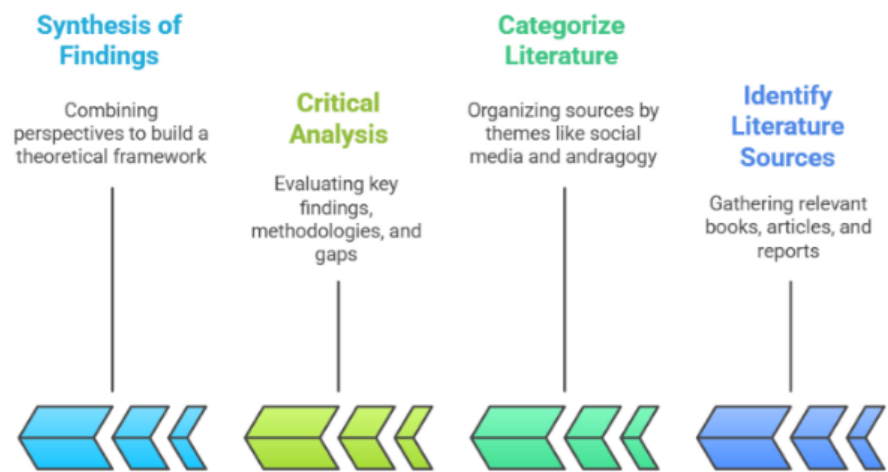 Synthesis of
Findings
Combining
perspectives to build a
theoretical framework
Critical
Analysis
Evaluating key
findings,
methodologies, and
gaps
Categorize
Literature
Organizing sources by
themes like social
media and andragogy
Identify
Literature
Sources
Gathering relevant
books, articles, and
reports